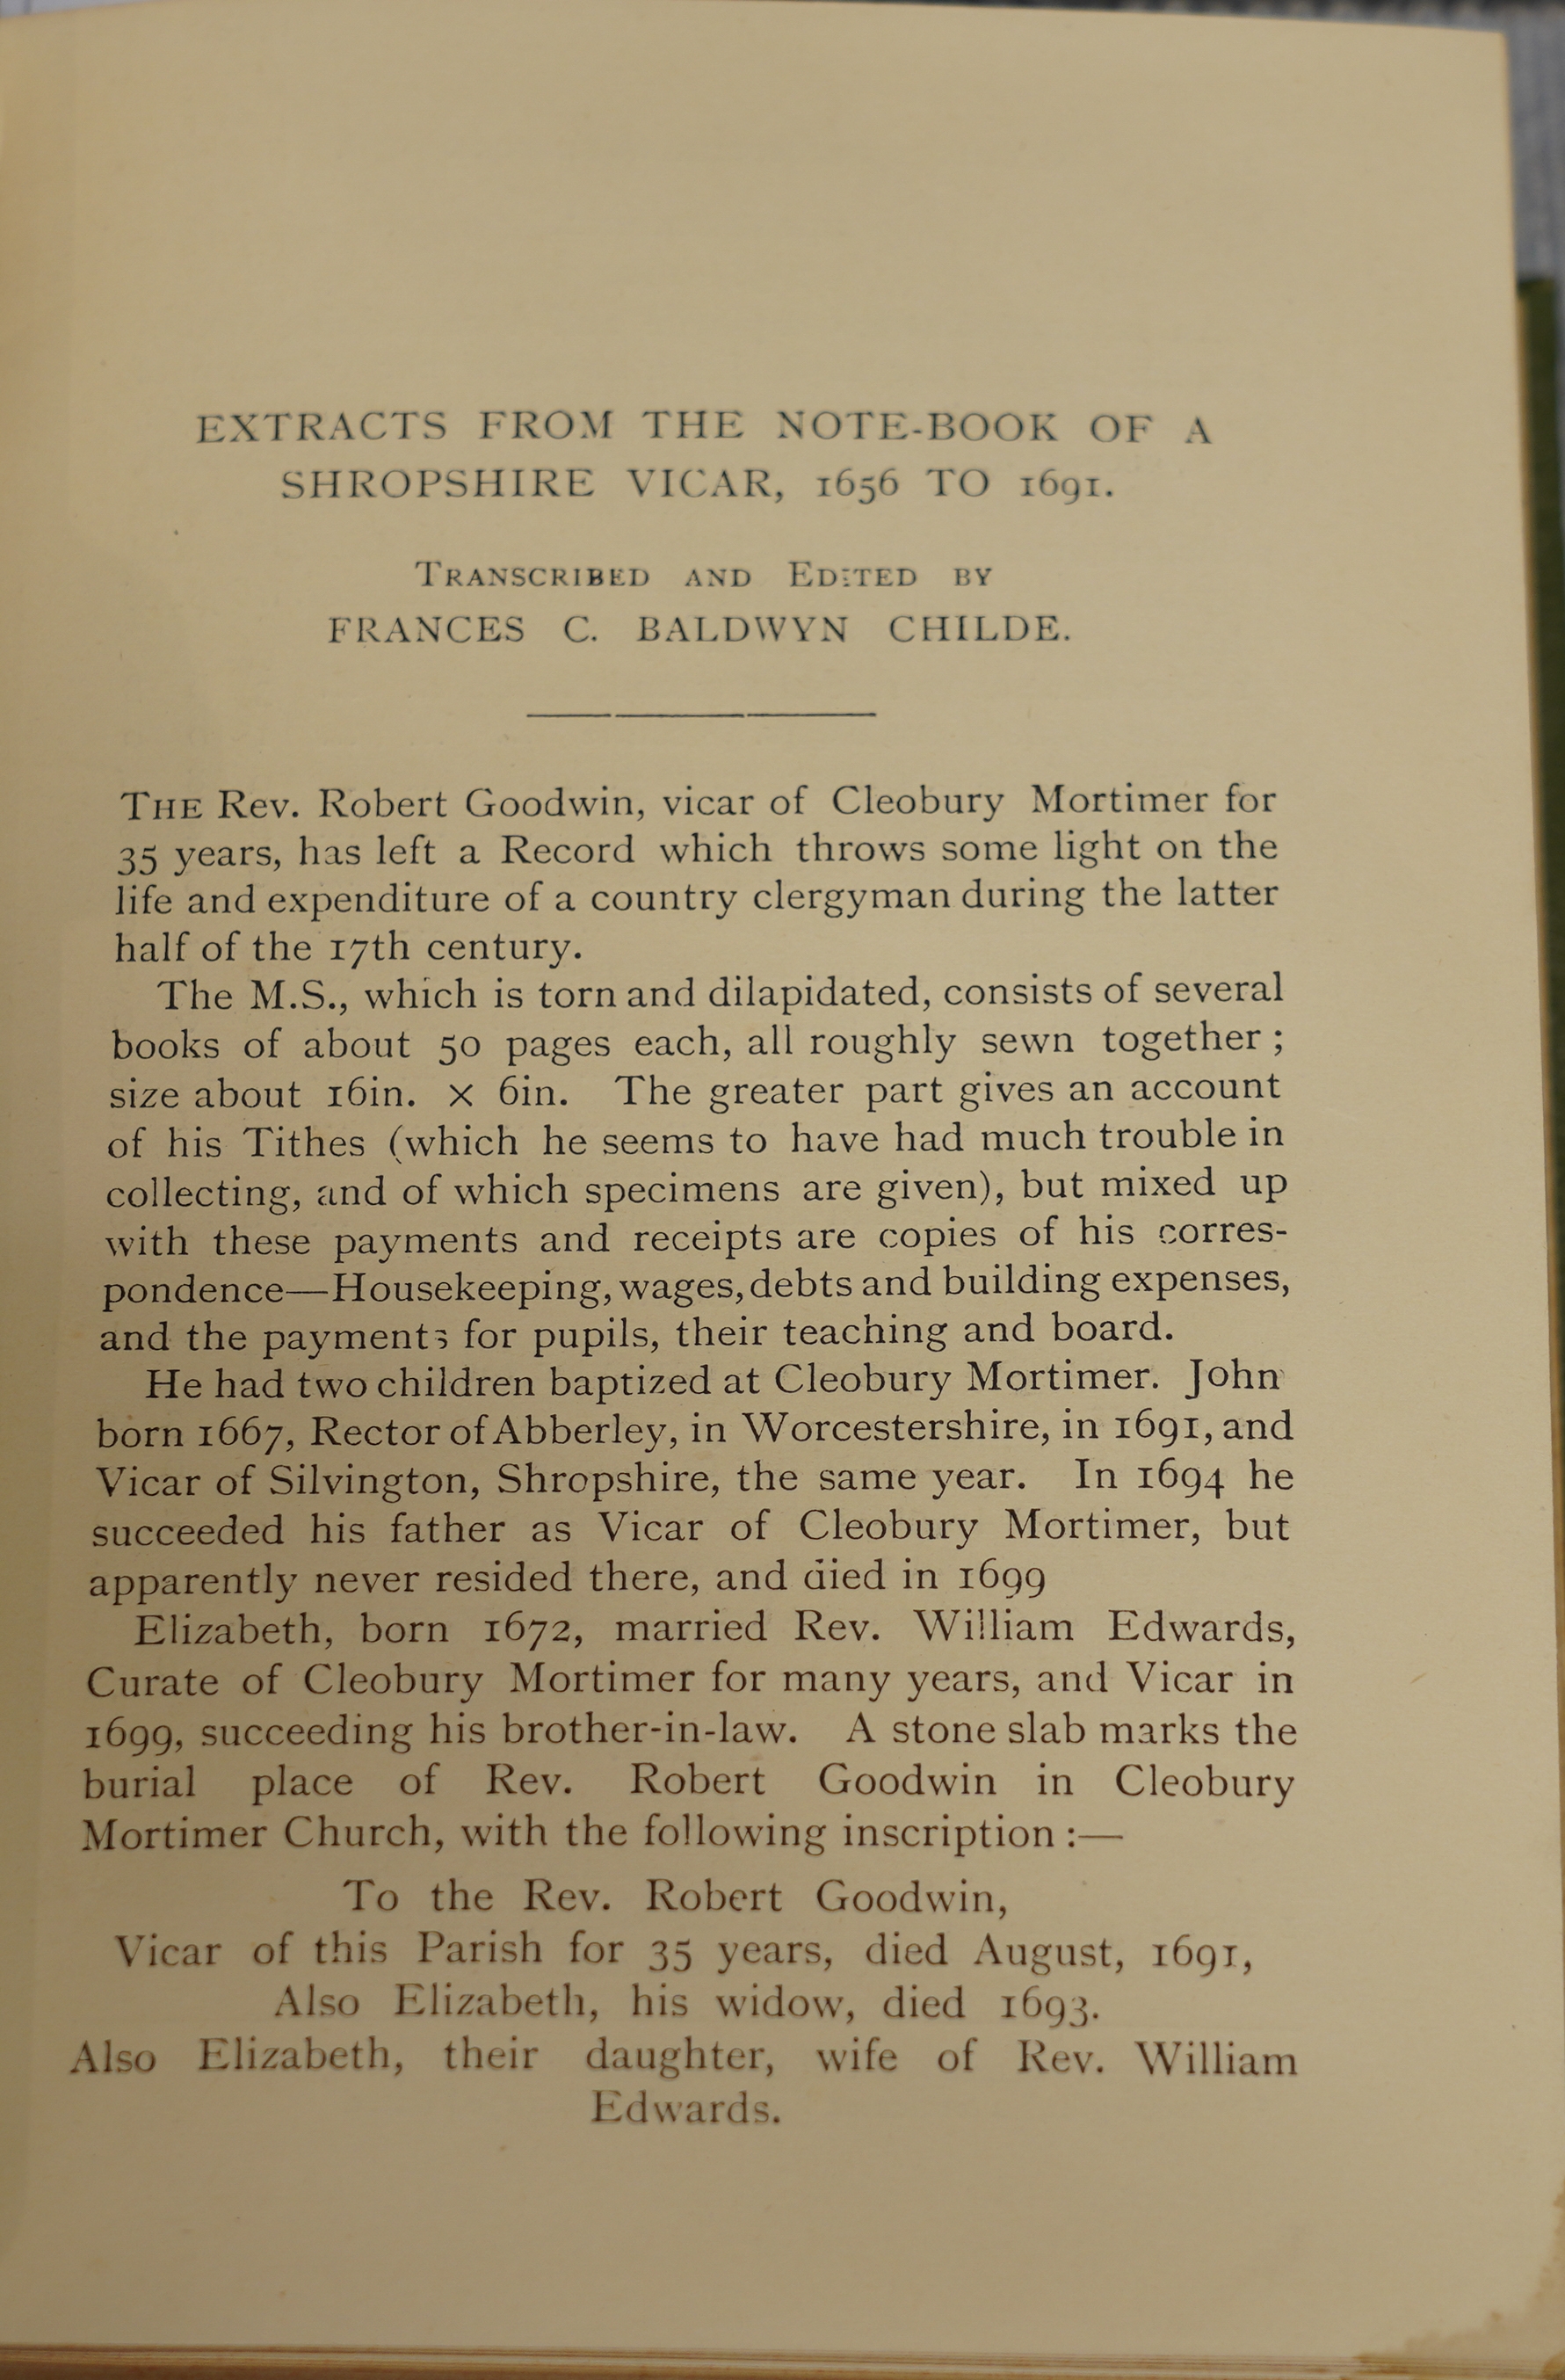 EXTRACTS FROM THE NOTE-BOOK OF A
SHROPSHIRE VICAR, 1656 TO 1691.
TRANSCRIBED AND EDITED BY
FRANCES C. BALDWYN CHILDE.
THE Rev. Robert Goodwin, vicar of Cleobury Mortimer for
35 years, has left a Record which throws some light on the
life and expenditure of a country clergyman during the latter
half of the 17th century.
The M.S., which is torn and dilapidated, consists of several
books of about 50 pages each, all roughly sewn together ;
size about 16in. × 6in. The greater part gives an account
of his Tithes (which he seems to have had much trouble in
collecting, and of which specimens are given), but mixed up
with these payments and receipts are copies of his corres-
pondence—Housekeeping, wages, debts and building expenses,
and the payments for pupils, their teaching and board.
He had two children baptized at Cleobury Mortimer. John
born 1667, Rector of Abberley, in Worcestershire, in 1691, and
Vicar of Silvington, Shropshire, the same year. In 1694 he
succeeded his father as Vicar of Cleobury Mortimer, but
apparently never resided there, and died in 1699
Elizabeth, born 1672, married Rev. William Edwards,
Curate of Cleobury Mortimer for many years, and Vicar in
1699, succeeding his brother-in-law. A stone slab marks the
burial place of Rev. Robert Goodwin in Cleobury
Mortimer Church, with the following inscription :—
To the Rev. Robert Goodwin,
Vicar of this Parish for 35 years, died August, 1691,
Also Elizabeth, his widow, died 1693.
Also Elizabeth, their daughter, wife of Rev. William
Edwards.